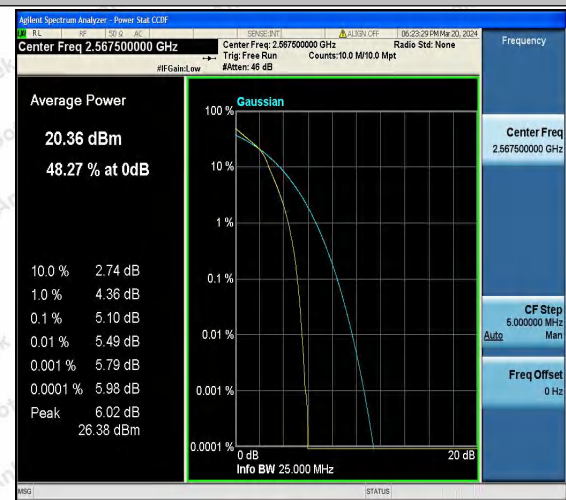 Agilent Spectrum Analyzer - Power Stat CCDF
RL RF 50 Ω AC SENSE:INT ALIGN OFF 06:23:29 PM Mar 20, 2024
Center Freq 2.567500000 GHz
Center Freq: 2.567500000 GHz Radio Std: None
Trig: Free Run Counts:10.0 M/10.0 Mpt
#IFGain:Low #Atten: 46 dB
Frequency
Average Power
20.36 dBm
48.27 % at 0dB
10.0 % 2.74 dB
1.0 % 4.36 dB
0.1 % 5.10 dB
0.01 % 5.49 dB
0.001 % 5.79 dB
0.0001 % 5.98 dB
Peak 6.02 dB
26.38 dBm
Gaussian
100 %
10 %
1 %
0.1 %
0.01 %
0.001 %
0.0001 %
0 dB 20 dB
Info BW 25.000 MHz
Center Freq
2.567500000 GHz
CF Step
5.000000 MHz
Auto Man
Freq Offset
0 Hz
MSG STATUS